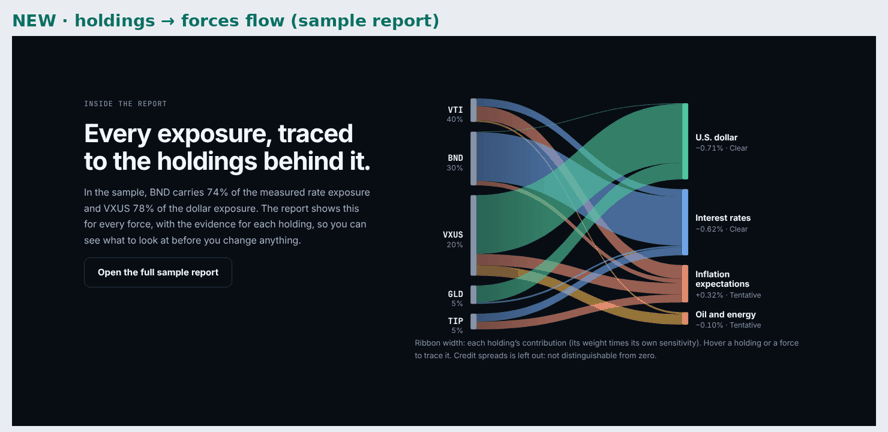 NEW · holdings → forces flow (sample report)
INSIDE THE REPORT
Every exposure, traced
to the holdings behind it.
In the sample, BND carries 74% of the measured rate exposure
and VXUS 78% of the dollar exposure. The report shows this
for every force, with the evidence for each holding, so you can
see what to look at before you change anything.
Open the full sample report
VTI
40%
BND
30%
VXUS
20%
GLD
5%
TIP
5%
U.S. dollar
−0.71% · Clear
Interest rates
−0.62% · Clear
Inflation
expectations
+0.32% · Tentative
Oil and energy
−0.10% · Tentative
Ribbon width: each holding’s contribution (its weight times its own sensitivity). Hover a holding or a force
to trace it. Credit spreads is left out: not distinguishable from zero.